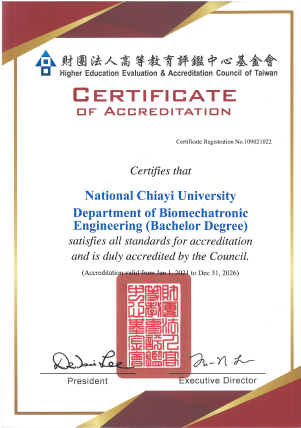 財團法人高等教育評鑑中心基金會
Higher Education Evaluation & Accreditation Council of Taiwan
CERTIFICATE
OF ACCREDITATION
Certificate Registration No.109021022
Certifies that
National Chiayi University
Department of Biomechatronic
Engineering (Bachelor Degree)
satisfies all standards for accreditation
and is duly accredited by the Council.
(Accreditation valid from Jan 1, 2021 to Dec 31, 2026)
President
Executive Director